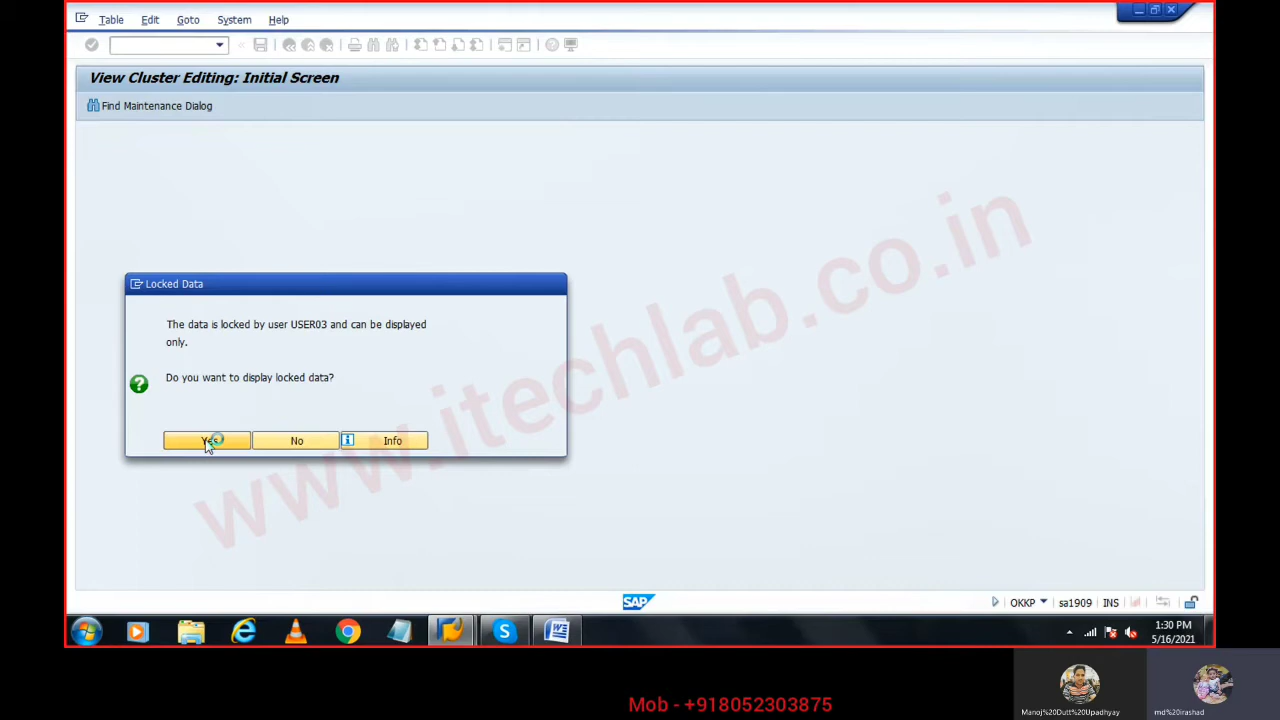 Table Edit Goto System Help
View Cluster Editing: Initial Screen
Find Maintenance Dialog
Locked Data
The data is locked by user USER03 and can be displayed
only.
Do you want to display locked data?
Yes No Info
www.itechlab.co.in
SAP
OKKP sa1909 INS
1:30 PM
5/16/2021
Manoj%20Dutt%20Upadhyay md%20irashad
Mob - +918052303875